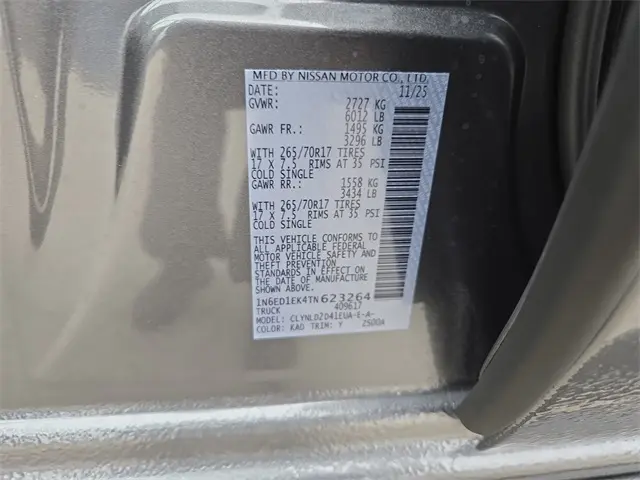 MFD BY NISSAN MOTOR CO., LTD.
DATE: 11/25
GVWR: 2727 KG
6012 LB
GAWR FR.: 1495 KG
3296 LB
WITH 265/70R17 TIRES
17 X 7.5 RIMS AT 35 PSI
COLD SINGLE
GAWR RR.: 1558 KG
3434 LB
WITH 265/70R17 TIRES
17 X 7.5 RIMS AT 35 PSI
COLD SINGLE
THIS VEHICLE CONFORMS TO
ALL APPLICABLE FEDERAL
MOTOR VEHICLE SAFETY AND
THEFT PREVENTION
STANDARDS IN EFFECT ON
THE DATE OF MANUFACTURE
SHOWN ABOVE.
1N6ED1EK4TN623264
TRUCK 409617
MODEL: CLYNLD2D41EUA-E-A-
COLOR: KAD TRIM: Y 2500A